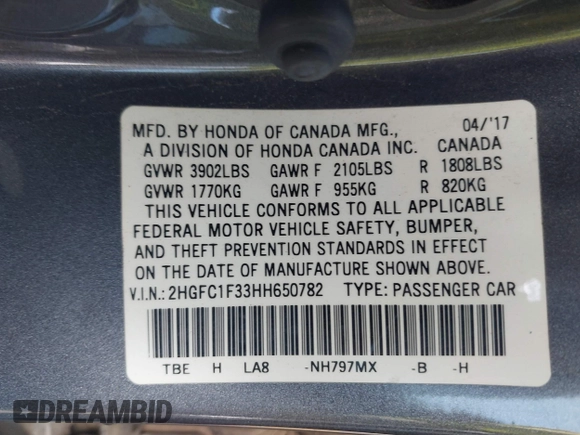 MFD. BY HONDA OF CANADA MFG., 04/'17
A DIVISION OF HONDA CANADA INC. CANADA
GVWR 3902LBS GAWR F 2105LBS R 1808LBS
GVWR 1770KG GAWR F 955KG R 820KG
THIS VEHICLE CONFORMS TO ALL APPLICABLE
FEDERAL MOTOR VEHICLE SAFETY, BUMPER,
AND THEFT PREVENTION STANDARDS IN EFFECT
ON THE DATE OF MANUFACTURE SHOWN ABOVE.
V.I.N.: 2HGFC1F33HH650782 TYPE: PASSENGER CAR
TBE H LA8 -NH797MX -B -H
DREAMBID